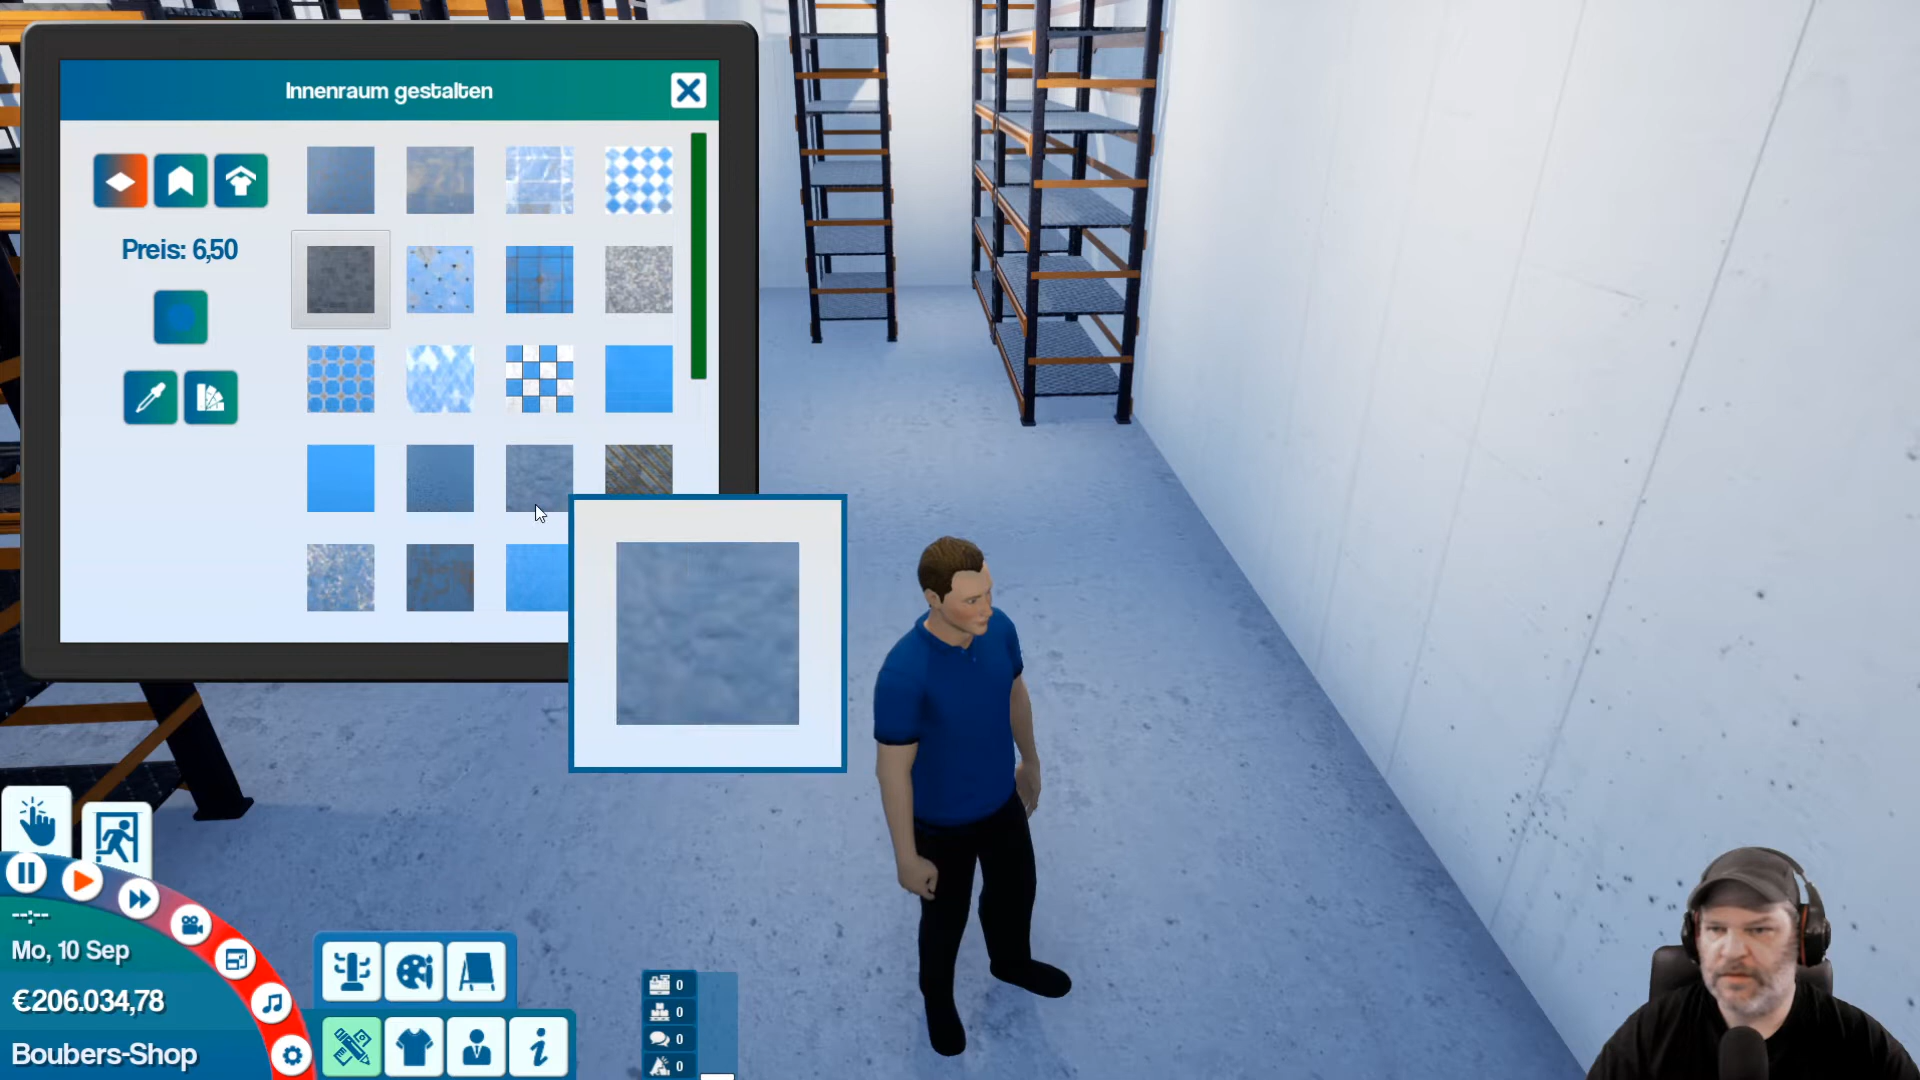 Innenraum gestalten
Preis: 6,50
--:--
Mo, 10 Sep
€206.034,78
Boubers-Shop
0
0
0
0